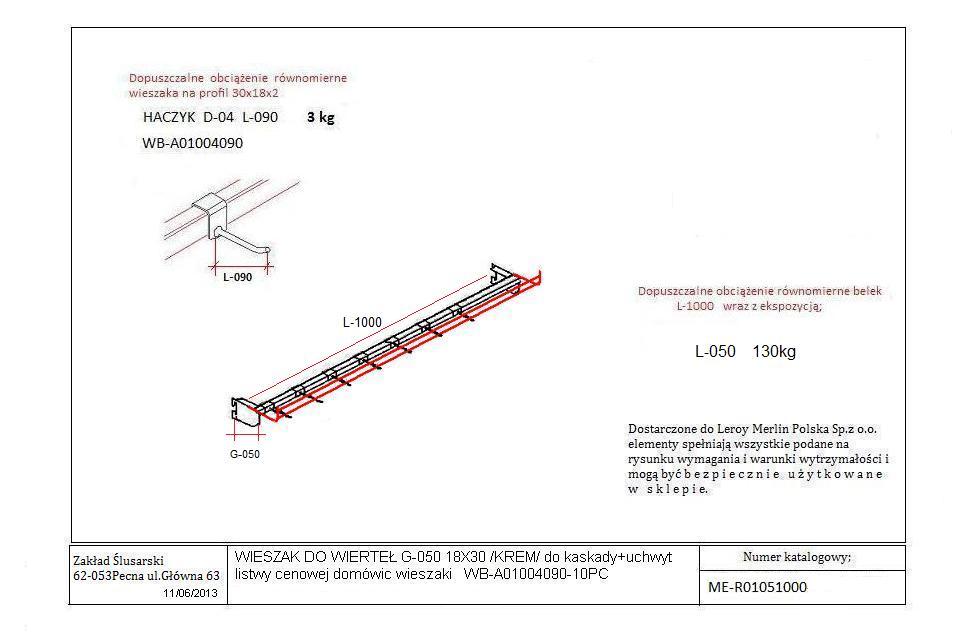 Dopuszczalne obciążenie równomierne
wieszaka na profil 30x18x2
HACZYK D-04 L-090 3 kg
WB-A01004090
L-090
L-1000
G-050
Dopuszczalne obciążenie równomierne belek
L-1000 wraz z ekspozycją;
L-050 130kg
Dostarczone do Leroy Merlin Polska Sp.z o.o.
elementy spełniają wszystkie podane na
rysunku wymagania i warunki wytrzymałości i
mogą być b e z p i e c z n i e u ż y t k o w a n e
w s k l e p i e.
Zakład Ślusarski
62-053Pecna ul.Główna 63
11/06/2013
WIESZAK DO WIERTEŁ G-050 18X30 /KREM/ do kaskady+uchwyt
listwy cenowej domówic wieszaki WB-A01004090-10PC
Numer katalogowy;
ME-R01051000